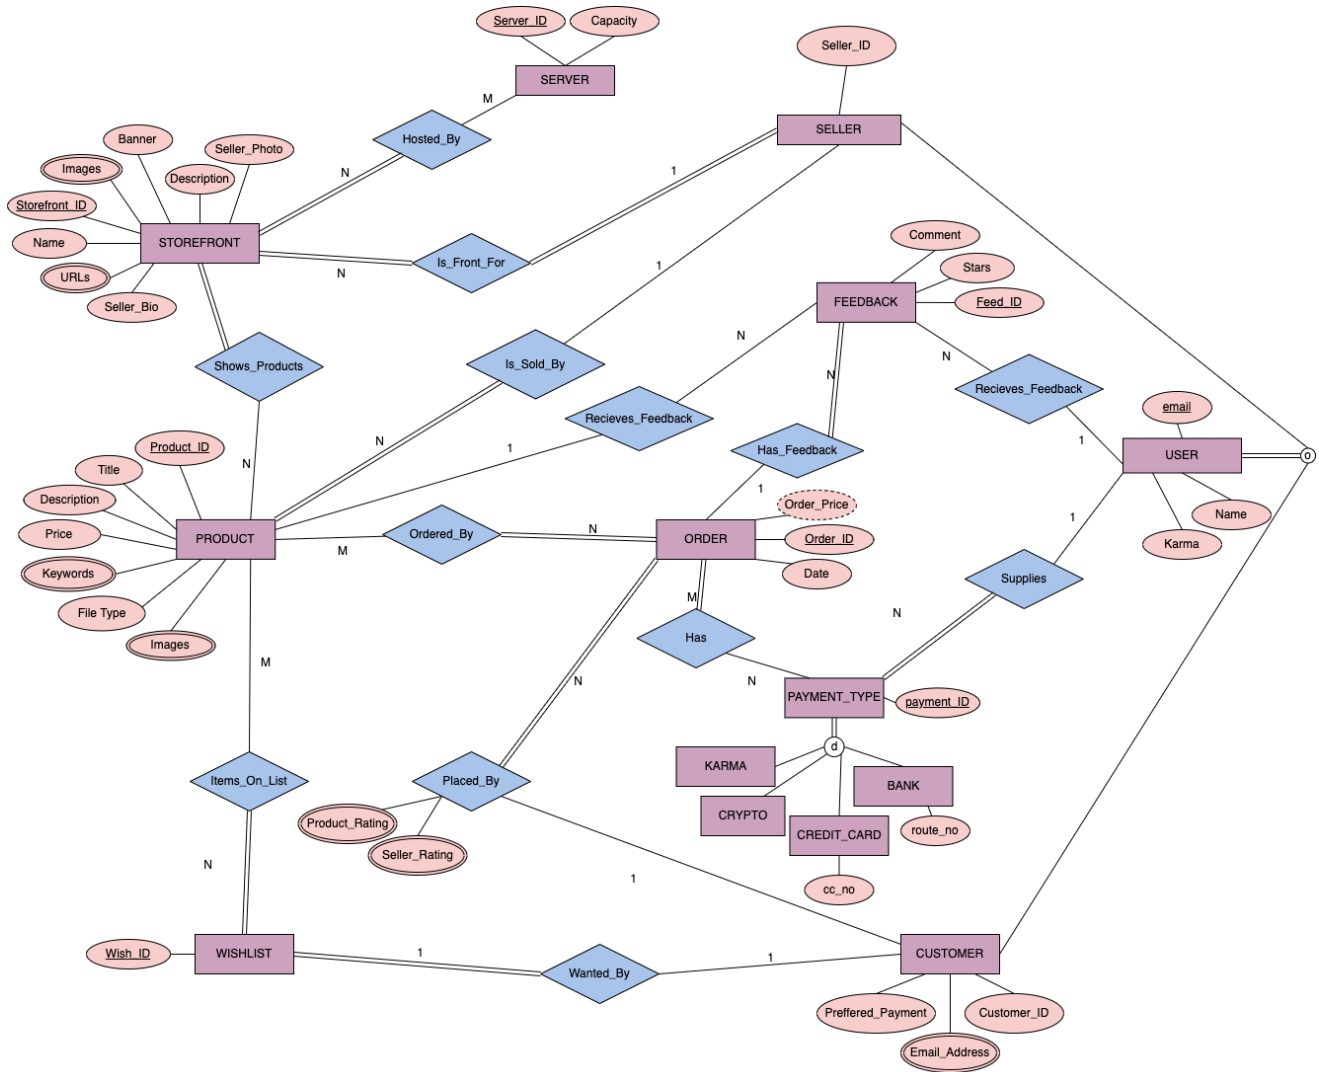 Server_ID
Capacity
SERVER
Seller_ID
SELLER
M
Hosted_By
Banner
Seller_Photo
Images
Description
Storefront_ID
N
1
STOREFRONT
Name
URLs
Seller_Bio
Is_Front_For
N
Comment
Stars
FEEDBACK
Feed_ID
1
Shows_Products
Is_Sold_By
N
N
N
Recieves_Feedback
Recieves_Feedback
email
N
1
1
Has_Feedback
USER
o
Product_ID
Title
N
Description
Price
PRODUCT
Keywords
File Type
Images
M
Ordered_By
N
ORDER
1
Order_Price
Order_ID
Date
Name
Karma
1
Supplies
M
Has
N
N
M
N
PAYMENT_TYPE
payment_ID
d
KARMA
CRYPTO
CREDIT_CARD
BANK
route_no
cc_no
Items_On_List
Placed_By
Product_Rating
Seller_Rating
N
1
Wish_ID
WISHLIST
1
Wanted_By
1
CUSTOMER
Preffered_Payment
Customer_ID
Email_Address